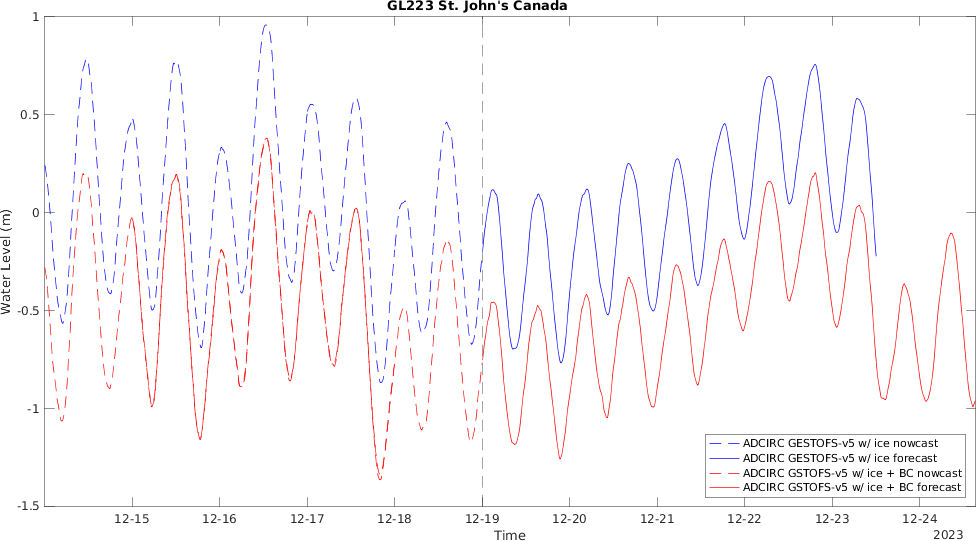 GL223 St. John's Canada
1
0.5
0
-0.5
-1
-1.5
Water Level (m)
12-15 12-16 12-17 12-18 12-19 12-20 12-21 12-22 12-23 12-24
Time
2023
ADCIRC GESTOFS-v5 w/ ice nowcast
ADCIRC GESTOFS-v5 w/ ice forecast
ADCIRC GSTOFS-v5 w/ ice + BC nowcast
ADCIRC GSTOFS-v5 w/ ice + BC forecast